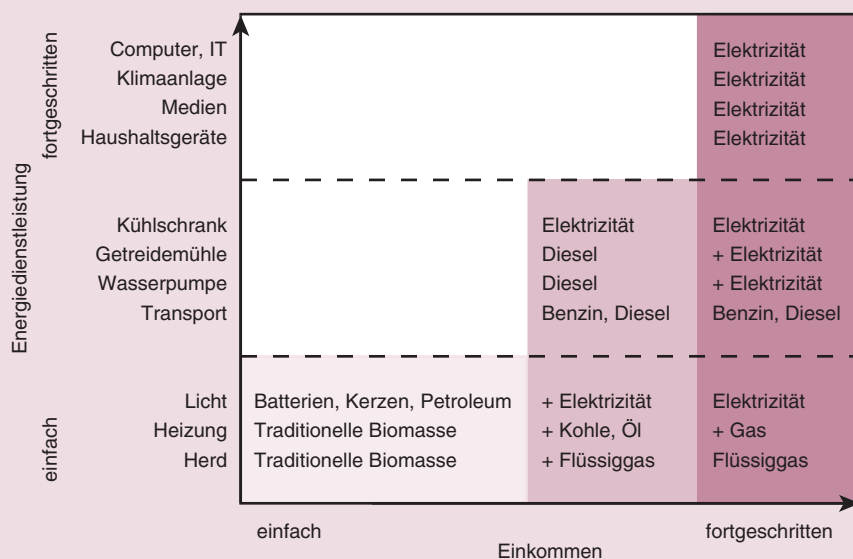 Energiedienstleistung
fortgeschritten
Computer, IT Elektrizität
Klimaanlage Elektrizität
Medien Elektrizität
Haushaltsgeräte Elektrizität
Kühlschrank Elektrizität Elektrizität
Getreidemühle Diesel + Elektrizität
Wasserpumpe Diesel + Elektrizität
Transport Benzin, Diesel Benzin, Diesel
einfach
Licht Batterien, Kerzen, Petroleum + Elektrizität Elektrizität
Heizung Traditionelle Biomasse + Kohle, Öl + Gas
Herd Traditionelle Biomasse + Flüssiggas Flüssiggas
einfach fortgeschritten
Einkommen